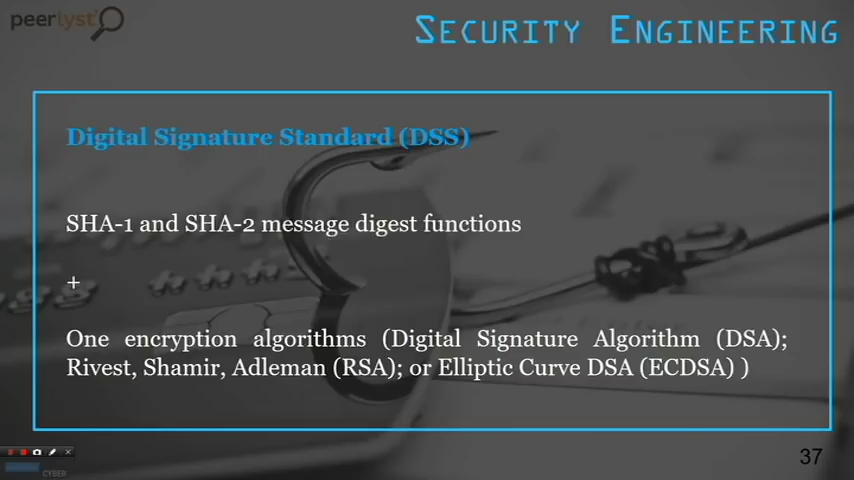 peerlyst
SECURITY ENGINEERING
Digital Signature Standard (DSS)
SHA-1 and SHA-2 message digest functions
+
One encryption algorithms (Digital Signature Algorithm (DSA);
Rivest, Shamir, Adleman (RSA); or Elliptic Curve DSA (ECDSA) )
37
CYBER